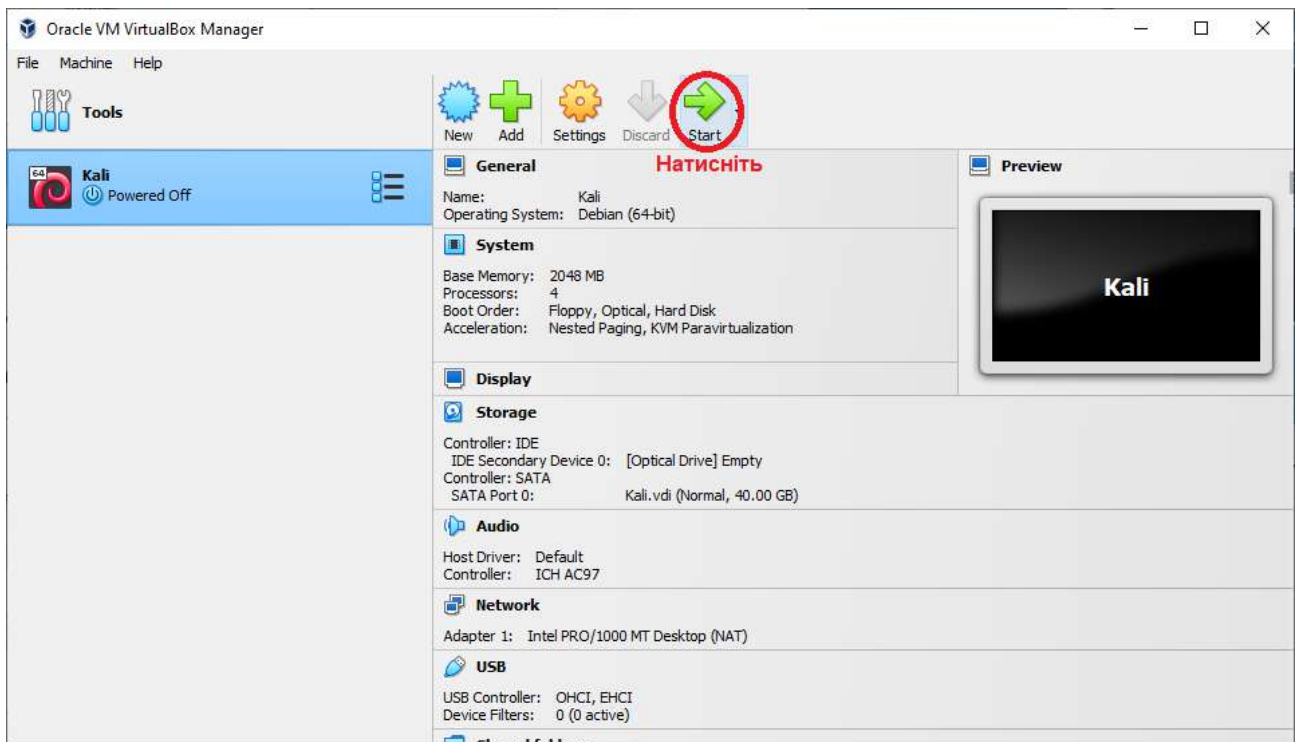 Oracle VM VirtualBox Manager
File Machine Help
Tools
New Add Settings Discard Start
Натисніть
64
Kali
Powered Off
General
Name: Kali
Operating System: Debian (64-bit)
System
Base Memory: 2048 MB
Processors: 4
Boot Order: Floppy, Optical, Hard Disk
Acceleration: Nested Paging, KVM Paravirtualization
Preview
Kali
Display
Storage
Controller: IDE
IDE Secondary Device 0: [Optical Drive] Empty
Controller: SATA
SATA Port 0: Kali.vdi (Normal, 40.00 GB)
Audio
Host Driver: Default
Controller: ICH AC97
Network
Adapter 1: Intel PRO/1000 MT Desktop (NAT)
USB
USB Controller: OHCI, EHCI
Device Filters: 0 (0 active)